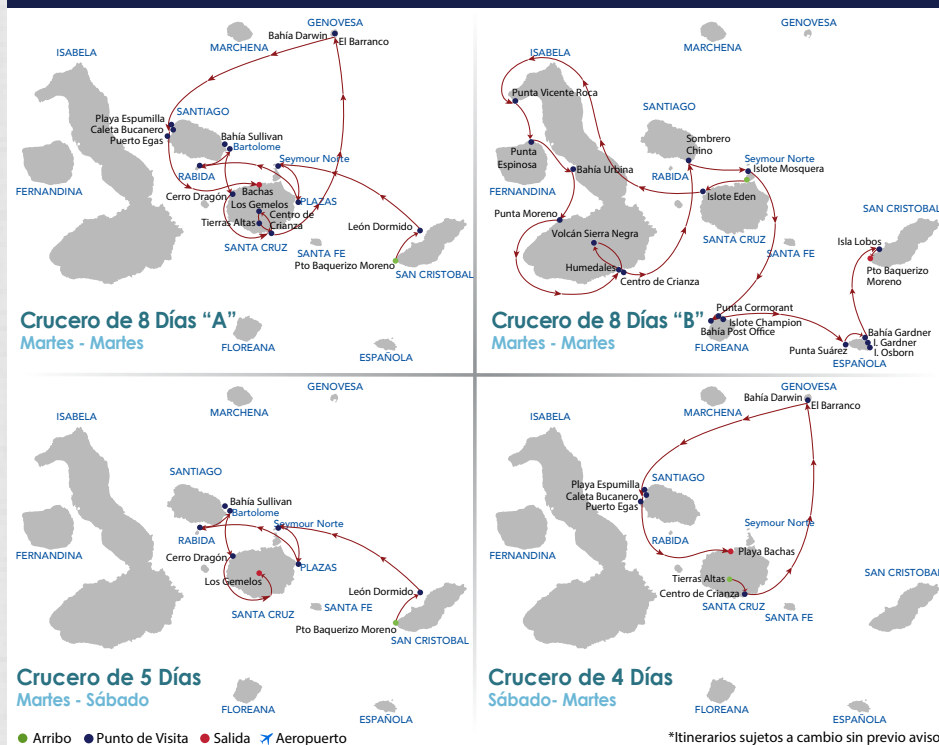 GENOVESA
Bahía Darwin
El Barranco
MARCHENA
ISABELA
SANTIAGO
Playa Espumilla
Caleta Bucanero
Puerto Egas
Bahía Sullivan
Bartolome
Seymour Norte
RABIDA
FERNANDINA
Cerro Dragón
Bachas
Los Gemelos
PLAZAS
Centro de
Crianza
Tierras Altas
León Dormido
SANTA CRUZ
SANTA FE
Pto Baquerizo Moreno
SAN CRISTOBAL
Crucero de 8 Días “A”
Martes - Martes
FLOREANA
ESPAÑOLA
GENOVESA
MARCHENA
ISABELA
Punta Vicente Roca
SANTIAGO
Sombrero
Chino
Punta
Espinosa
Seymour Norte
Islote Mosquera
Bahía Urbina
RABIDA
FERNANDINA
Islote Eden
Punta Moreno
SAN CRISTOBAL
Volcán Sierra Negra
SANTA CRUZ
Isla Lobos
SANTA FE
Humedales
Pto Baquerizo
Moreno
Centro de Crianza
Crucero de 8 Días “B”
Martes - Martes
Punta Cormorant
Islote Champion
Bahía Post Office
FLOREANA
Bahía Gardner
I. Gardner
I. Osborn
Punta Suárez
ESPAÑOLA
GENOVESA
MARCHENA
ISABELA
SANTIAGO
Bahía Sullivan
Bartolome
Seymour Norte
RABIDA
FERNANDINA
Cerro Dragón
PLAZAS
Los Gemelos
León Dormido
SANTA CRUZ
SANTA FE
Pto Baquerizo Moreno
SAN CRISTOBAL
Crucero de 5 Días
Martes - Sábado
FLOREANA
ESPAÑOLA
GENOVESA
Bahía Darwin
El Barranco
MARCHENA
ISABELA
SANTIAGO
Playa Espumilla
Caleta Bucanero
Puerto Egas
Seymour Norte
RABIDA
FERNANDINA
Playa Bachas
SAN CRISTOBAL
Tierras Altas
Centro de Crianza
SANTA CRUZ
SANTA FE
Crucero de 4 Días
Sábado- Martes
FLOREANA
ESPAÑOLA
Arribo Punto de Visita Salida Aeropuerto
*Itinerarios sujetos a cambio sin previo aviso